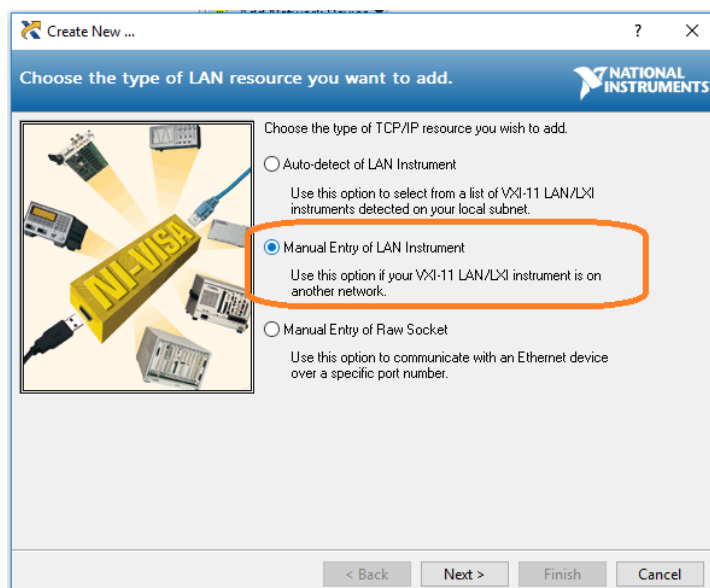 Create New ...
Choose the type of LAN resource you want to add.
NATIONAL
INSTRUMENTS
Choose the type of TCP/IP resource you wish to add.
Auto-detect of LAN Instrument
Use this option to select from a list of VXI-11 LAN/LXI
instruments detected on your local subnet.
Manual Entry of LAN Instrument
Use this option if your VXI-11 LAN/LXI instrument is on
another network.
Manual Entry of Raw Socket
Use this option to communicate with an Ethernet device
over a specific port number.
NI-VISA
< Back
Next >
Finish
Cancel